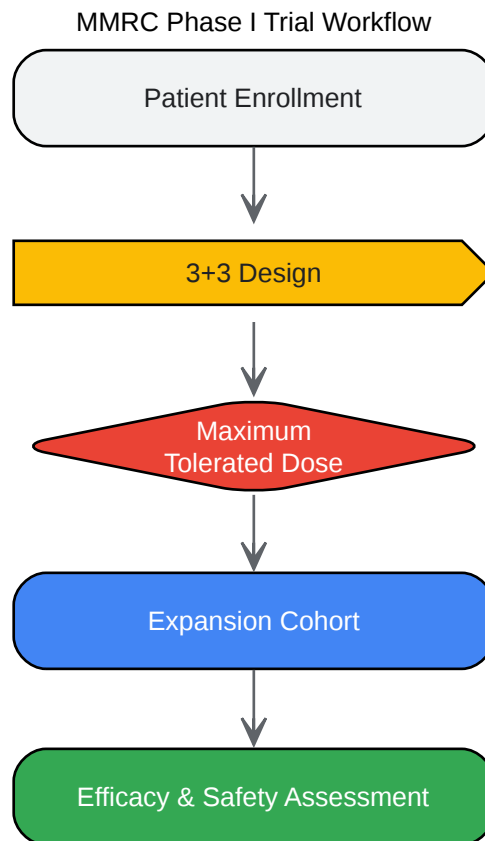 MMRC Phase I Trial Workflow
Patient Enrollment
3+3 Design
Maximum
Tolerated Dose
Expansion Cohort
Efficacy & Safety Assessment